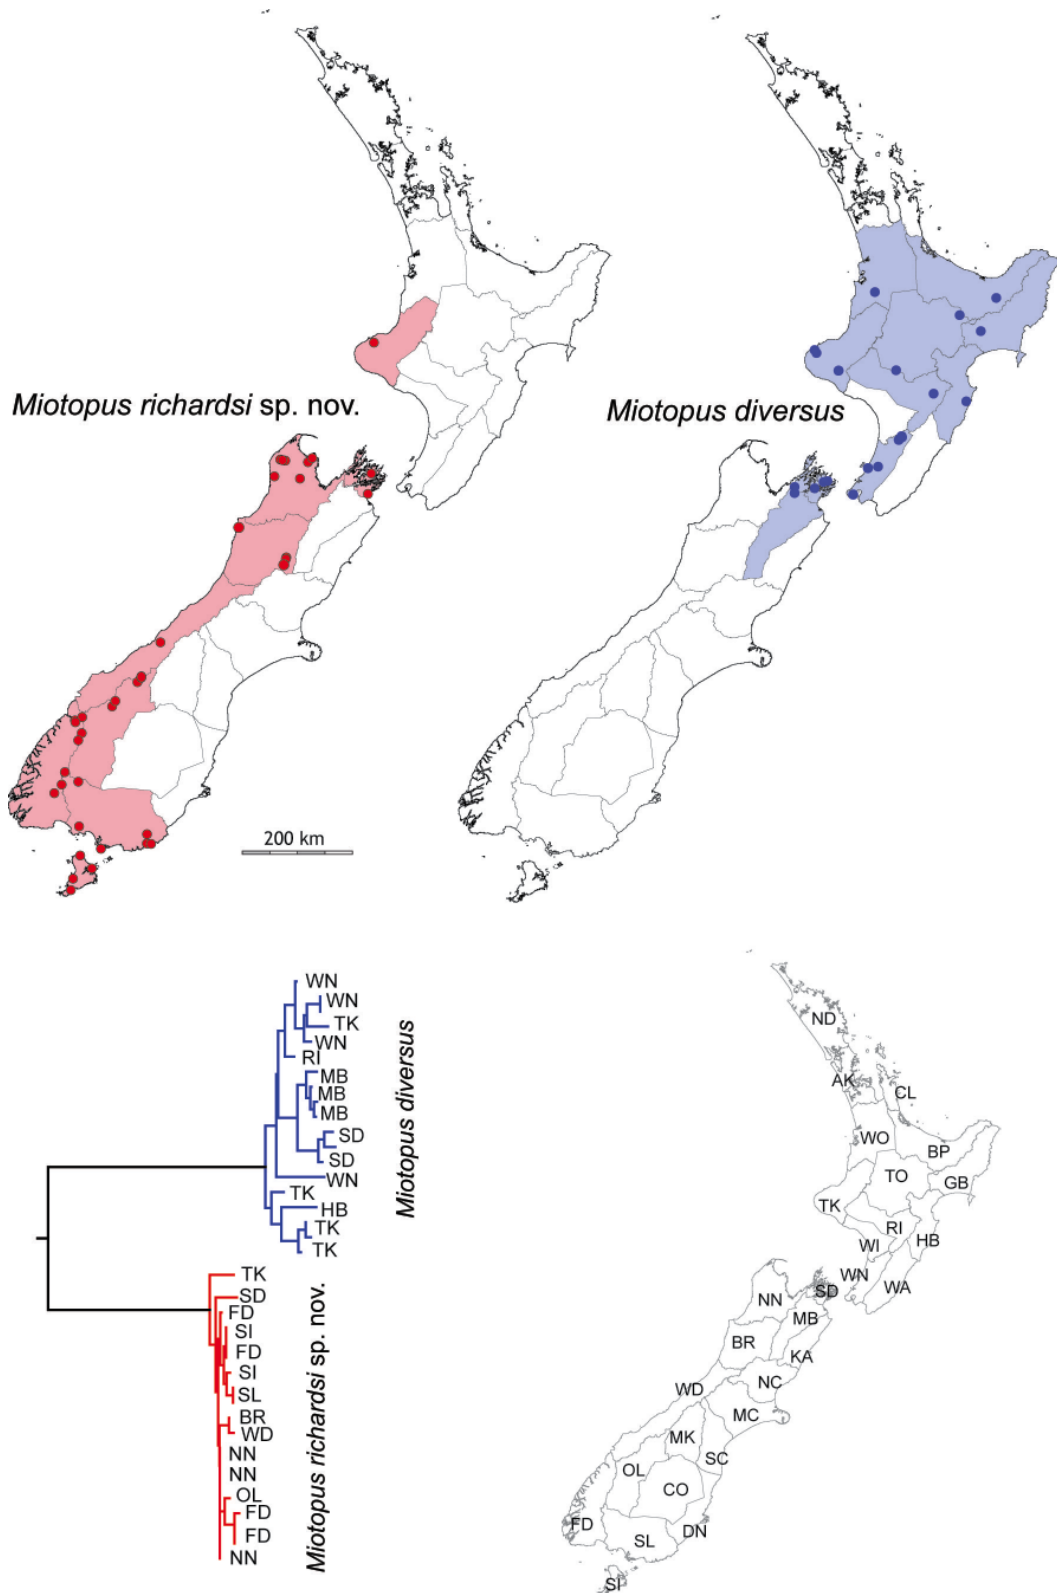 Miotopus richardsi sp. nov.
Miotopus diversus
200 km
WN
WN
TK
WN
RI
MB
MB
MB
SD
SD
WN
TK
HB
TK
TK
Miotopus diversus
TK
SD
FD
SI
FD
SI
SL
BR
WD
NN
NN
OL
FD
FD
NN
Miotopus richardsi sp. nov.
ND
AK
CL
WO
BP
TO
GB
TK
RI
HB
WI
WN
WA
SD
NN
MB
BR
KA
NC
WD
MC
MK
SC
OL
CO
FD
DN
SL
SI